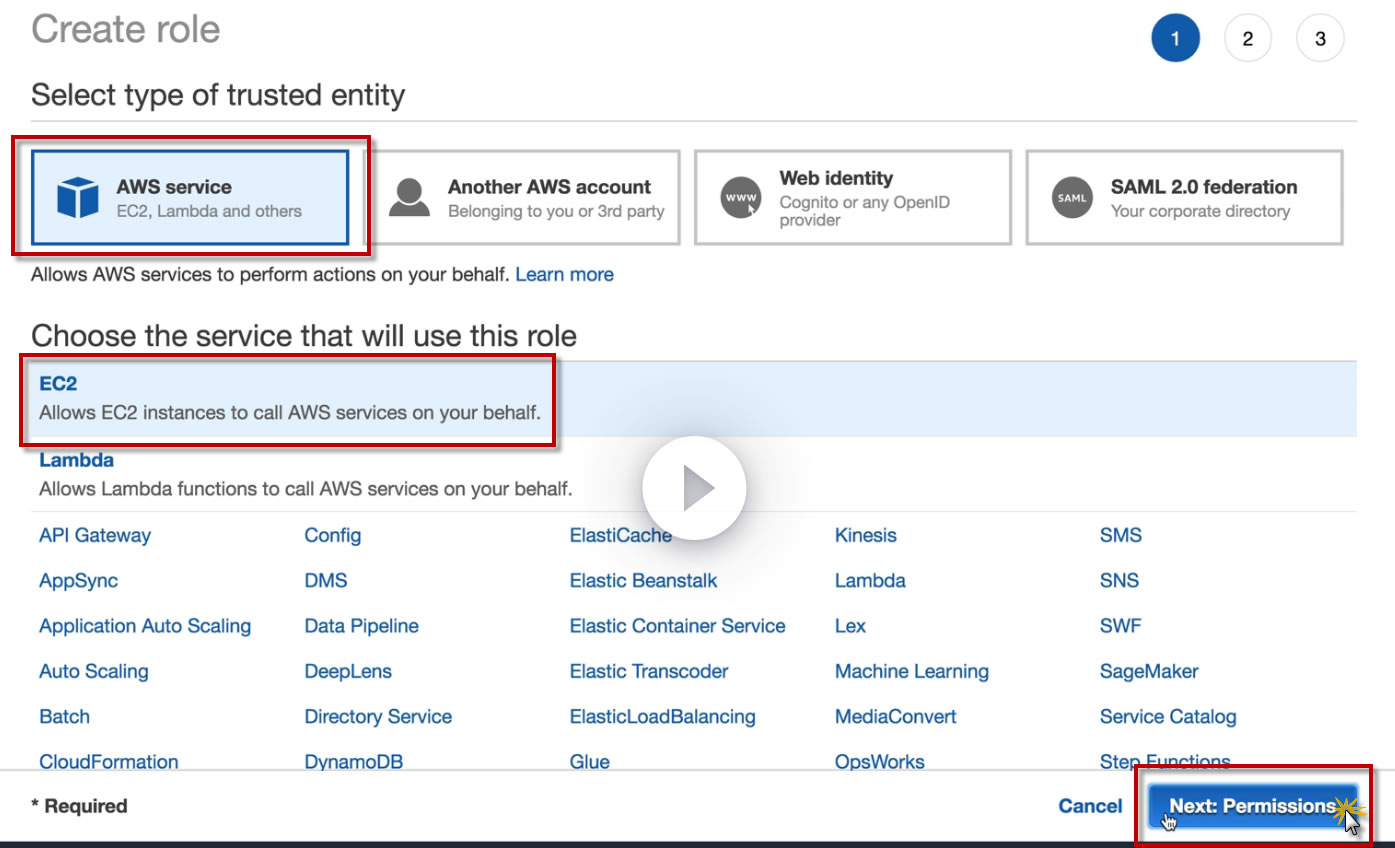 Create role
1 2 3
Select type of trusted entity
AWS service
EC2, Lambda and others
Another AWS account
Belonging to you or 3rd party
WWW
Web identity
Cognito or any OpenID
provider
SAML
SAML 2.0 federation
Your corporate directory
Allows AWS services to perform actions on your behalf. Learn more
Choose the service that will use this role
EC2
Allows EC2 instances to call AWS services on your behalf.
Lambda
Allows Lambda functions to call AWS services on your behalf.
API Gateway Config ElastiCache Kinesis SMS
AppSync DMS Elastic Beanstalk Lambda SNS
Application Auto Scaling Data Pipeline Elastic Container Service Lex SWF
Auto Scaling DeepLens Elastic Transcoder Machine Learning SageMaker
Batch Directory Service ElasticLoadBalancing MediaConvert Service Catalog
CloudFormation DynamoDB Glue OpsWorks Step Functions
* Required Cancel Next: Permissions